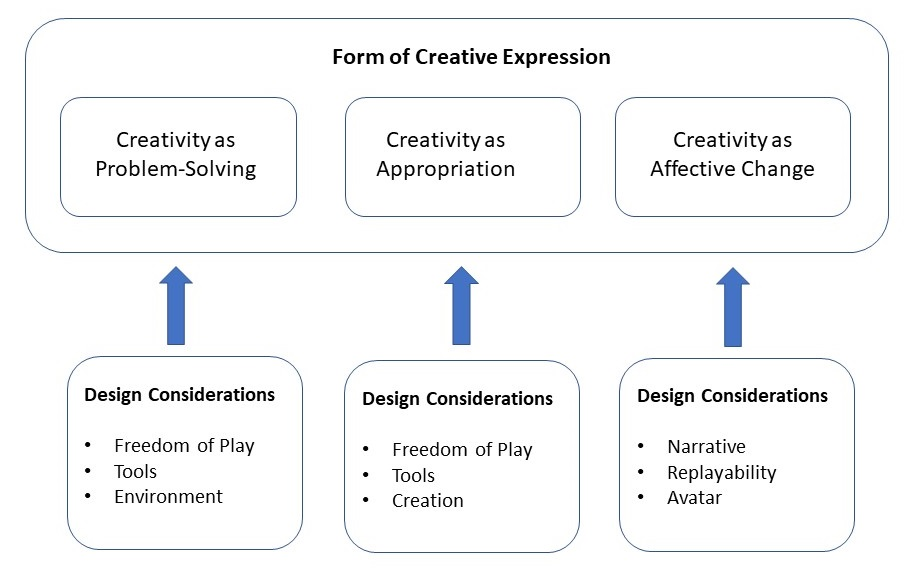 Form of Creative Expression
Creativity as
Problem-Solving
Creativity as
Appropriation
Creativity as
Affective Change
Design Considerations
• Freedom of Play
• Tools
• Environment
Design Considerations
• Freedom of Play
• Tools
• Creation
Design Considerations
• Narrative
• Replayability
• Avatar